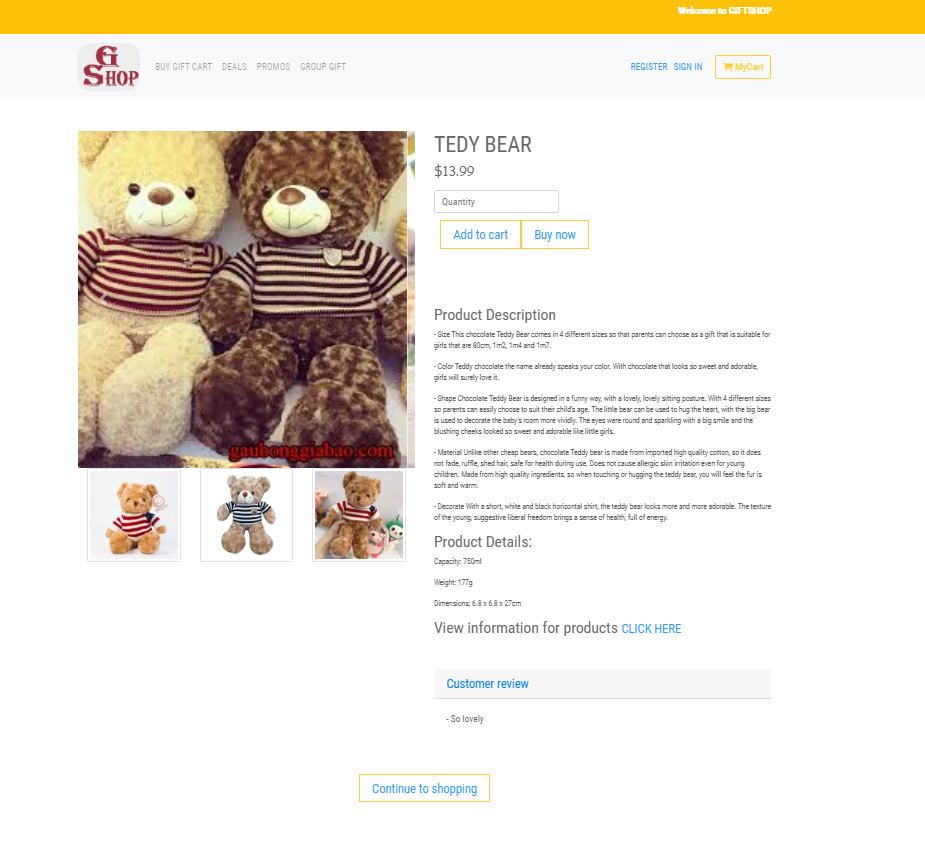 Welcome to GIFTSHOP
G
SHOP
BUY GIFT CART DEALS PROMOS GROUP GIFT
REGISTER SIGN IN MyCart
TEDY BEAR
$13.99
Quantity
Add to cart Buy now
gaubonggiabao.com
Product Description
- Size This chocolate Teddy Bear comes in 4 different sizes so that parents can choose as a gift that is suitable for
girls that are 80cm, 1m2, 1m4 and 1m7.
- Color Teddy chocolate the name already speaks your color. With chocolate that looks so sweet and adorable,
girls will surely love it.
- Shape Chocolate Teddy Bear is designed in a funny way, with a lovely, lovely sitting posture. With 4 different sizes
so parents can easily choose to suit their child's age. The little bear can be used to hug the heart, with the big bear
is used to decorate the baby's room more vividly. The eyes were round and sparkling with a big smile and the
blushing cheeks looked so sweet and adorable like little girls.
- Material Unlike other cheap bears, chocolate Teddy bear is made from imported high quality cotton, so it does
not fade, ruffle, shed hair, safe for health during use. Does not cause allergic skin irritation even for young
children. Made from high quality ingredients, so when touching or hugging the teddy bear, you will feel the fur is
soft and warm.
- Decorate With a short, white and black horizontal shirt, the teddy bear looks more and more adorable. The texture
of the young, suggestive liberal freedom brings a sense of health, full of energy.
Product Details:
Capacity: 750ml
Weight: 177g
Dimensions: 6.8 x 6.8 x 27cm
View information for products CLICK HERE
Customer review
- So lovely
Continue to shopping